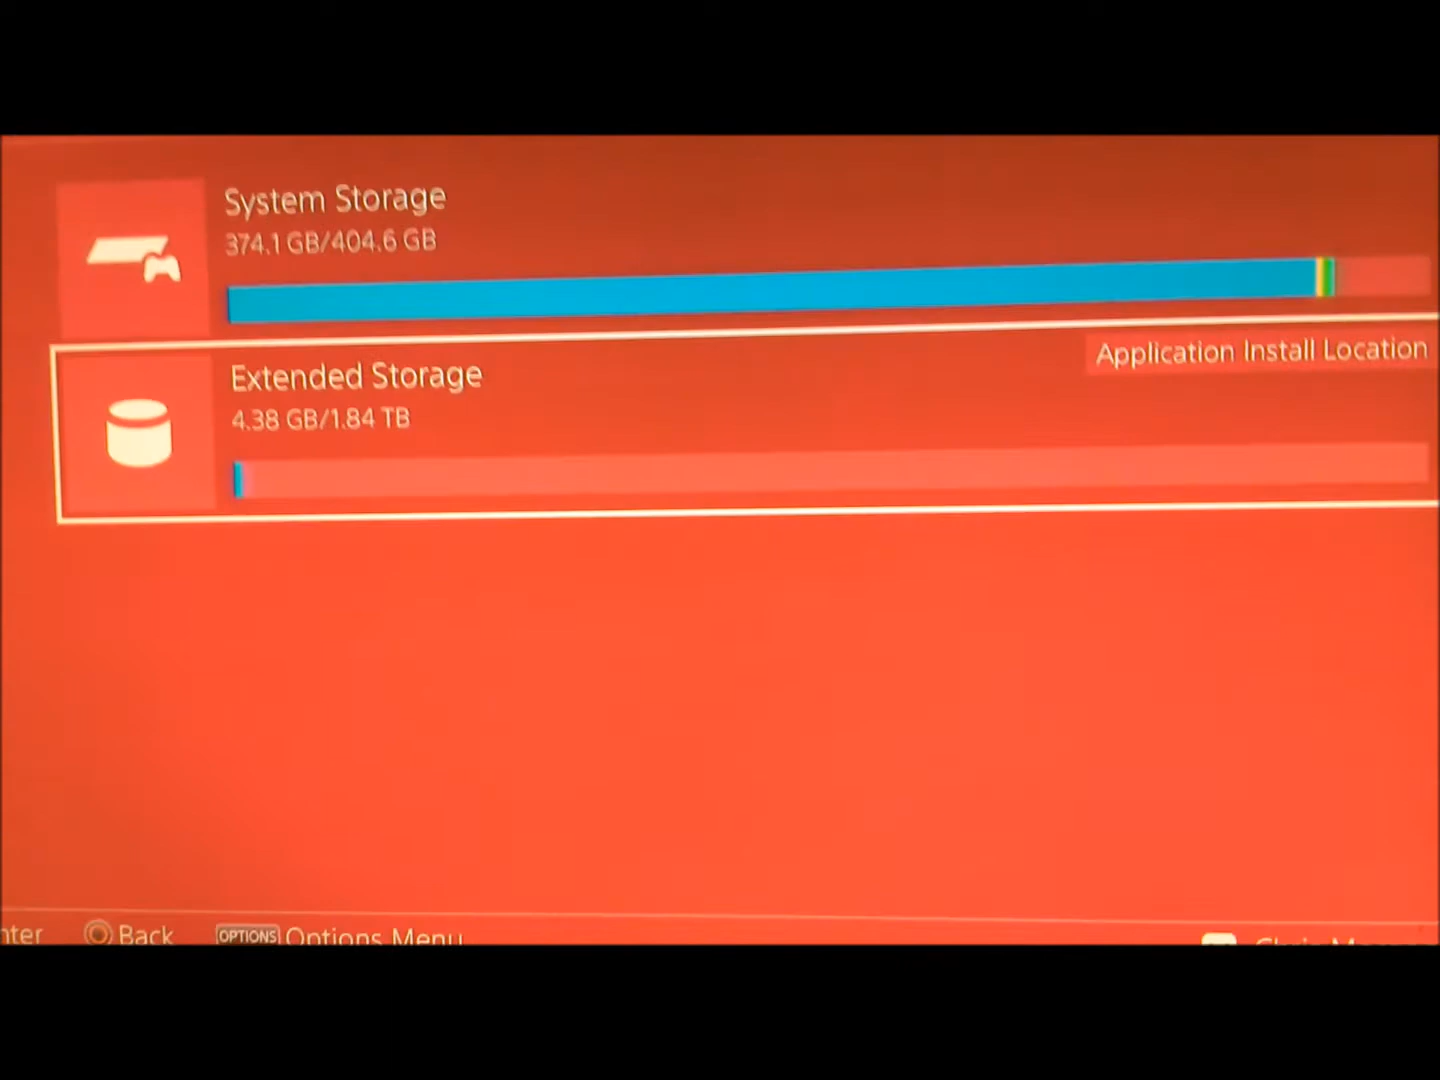 System Storage
374.1 GB/404.6 GB
Application Install Location
Extended Storage
4.38 GB/1.84 TB
Back
OPTIONS Options Menu